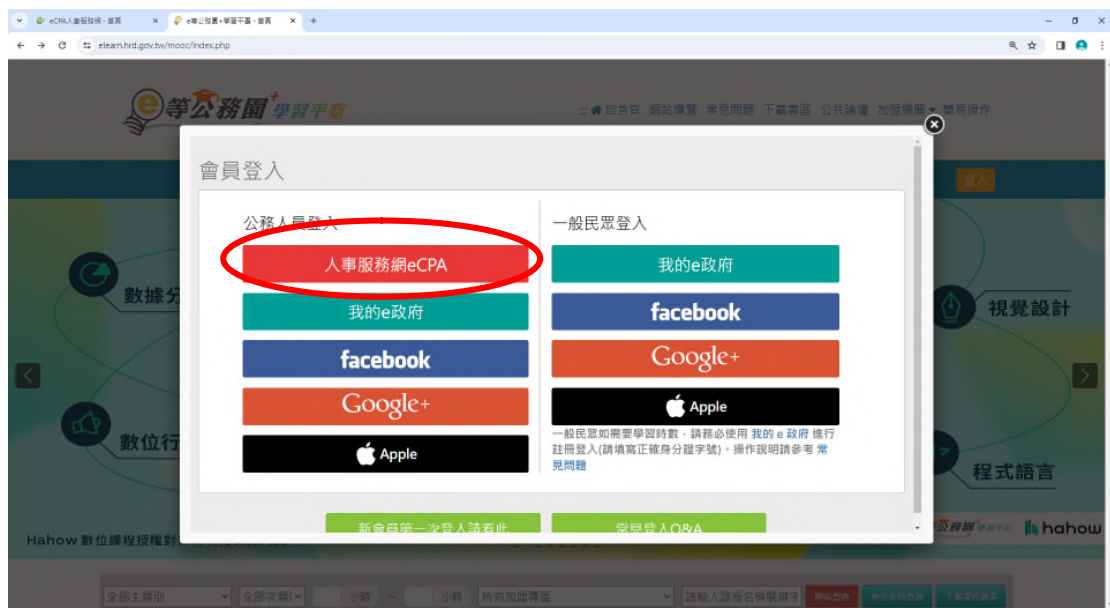 eCPA人事服務網 - 首頁
e等公務園+學習平臺 - 首頁
elearn.hrd.gov.tw/mooc/index.php
e等公務園+學習平臺
回首頁 網站導覽 常見問題 下載專區 公共論壇 加盟機關 簡易操作
登入
會員登入
公務人員登入
人事服務網eCPA
我的e政府
facebook
Google+
Apple
一般民眾登入
我的e政府
facebook
Google+
Apple
一般民眾如需要學習時數，請務必使用 我的 e 政府 進行
註冊登入(請填寫正確身分證字號)，操作說明請參考 常
見問題
新會員第一次登入請看此
常見登入Q&A
數據分
數位行
視覺設計
程式語言
Hahow 數位課程授權對
公務園+學習平臺 hahow
全部主類別 全部次類別 小時 ~ 小時 所有加盟專區 請輸入課程名稱關鍵字 開始查詢